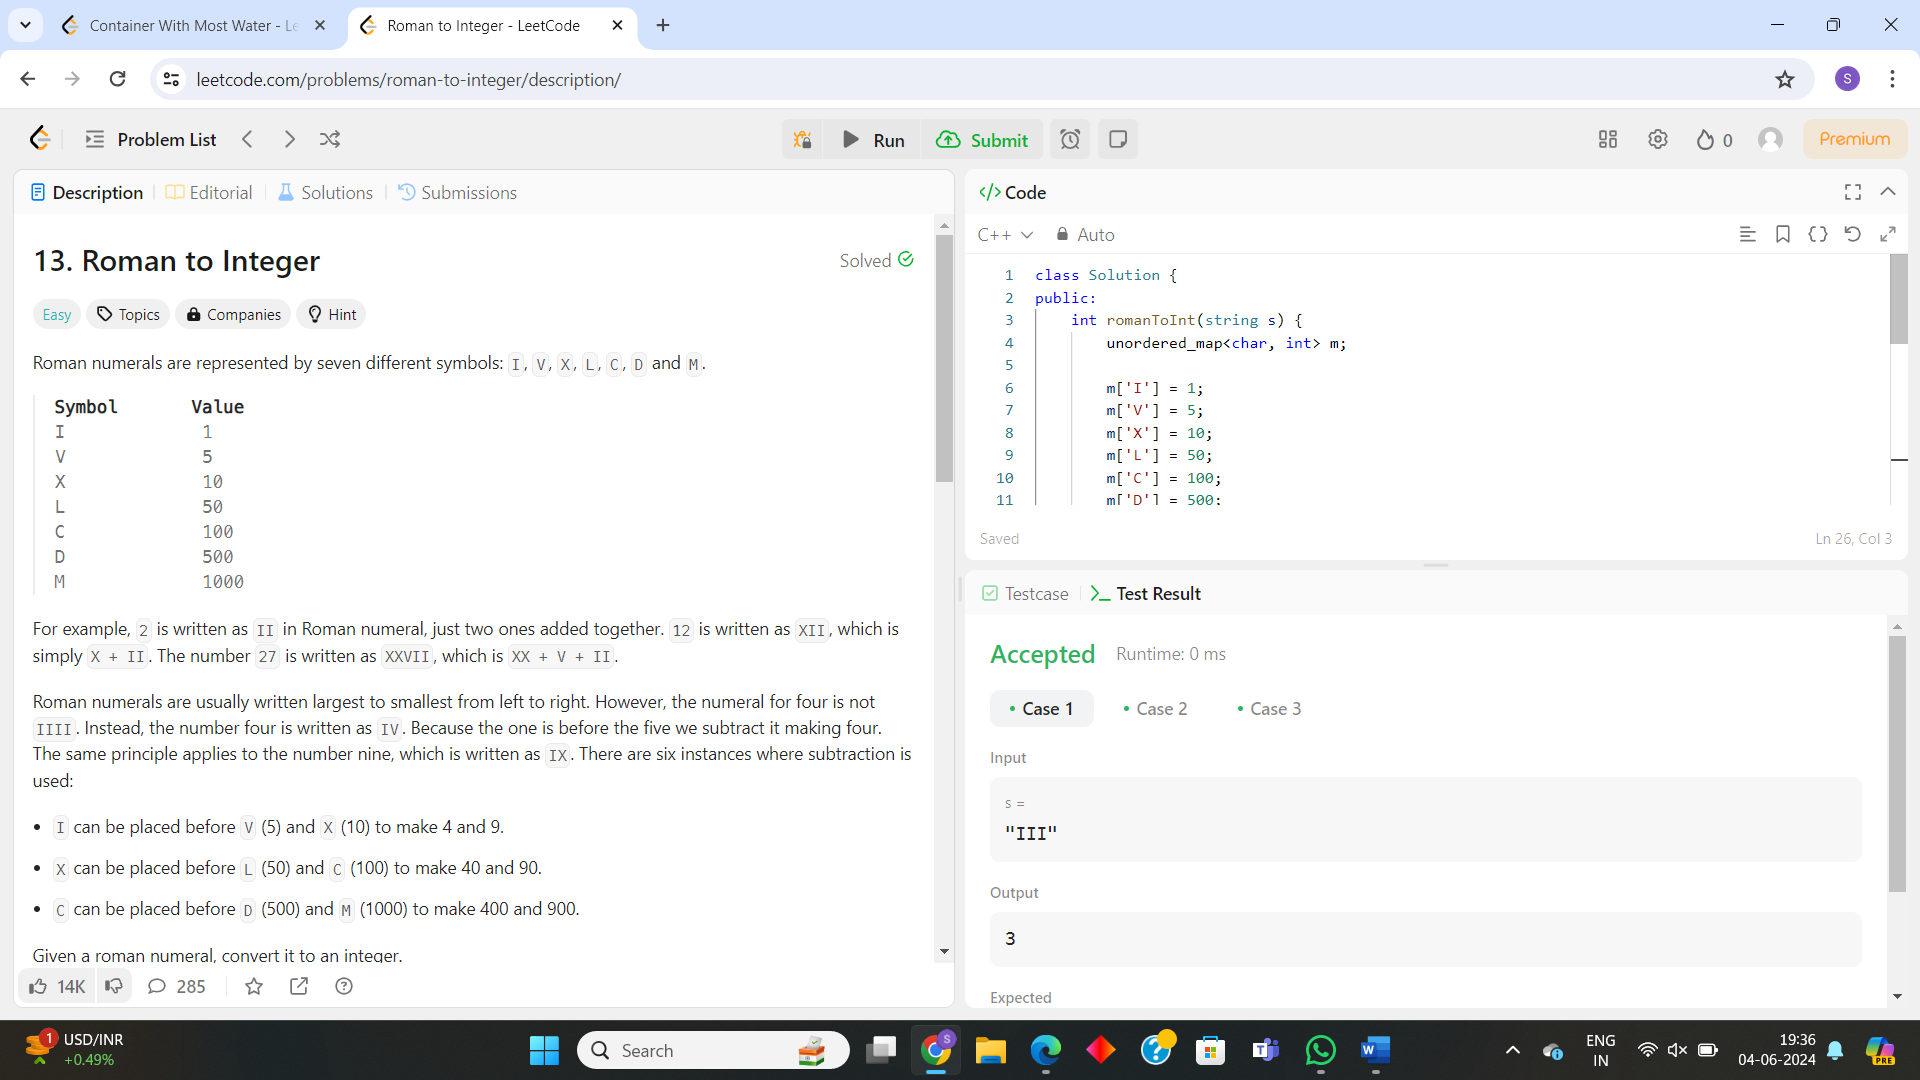 Container With Most Water - Le
Roman to Integer - LeetCode
leetcode.com/problems/roman-to-integer/description/
S
Problem List
Run
Submit
0
Premium
Description
Editorial
Solutions
Submissions
13. Roman to Integer
Solved
Easy
Topics
Companies
Hint
Roman numerals are represented by seven different symbols: I, V, X, L, C, D and M.
Symbol Value
I 1
V 5
X 10
L 50
C 100
D 500
M 1000
For example, 2 is written as II in Roman numeral, just two ones added together. 12 is written as XII, which is
simply X + II. The number 27 is written as XXVII, which is XX + V + II.
Roman numerals are usually written largest to smallest from left to right. However, the numeral for four is not
IIII. Instead, the number four is written as IV. Because the one is before the five we subtract it making four.
The same principle applies to the number nine, which is written as IX. There are six instances where subtraction is
used:
• I can be placed before V (5) and X (10) to make 4 and 9.
• X can be placed before L (50) and C (100) to make 40 and 90.
• C can be placed before D (500) and M (1000) to make 400 and 900.
Given a roman numeral, convert it to an integer.
14K
285
</> Code
C++
Auto
1 class Solution {
2 public:
3 int romanToInt(string s) {
4 unordered_map<char, int> m;
5
6 m['I'] = 1;
7 m['V'] = 5;
8 m['X'] = 10;
9 m['L'] = 50;
10 m['C'] = 100;
11 m['D'] = 500;
Saved
Ln 26, Col 3
Testcase
Test Result
Accepted
Runtime: 0 ms
• Case 1
• Case 2
• Case 3
Input
s =
"III"
Output
3
Expected
1
USD/INR
+0.49%
Search
S
W
ENG
IN
19:36
04-06-2024
PRE